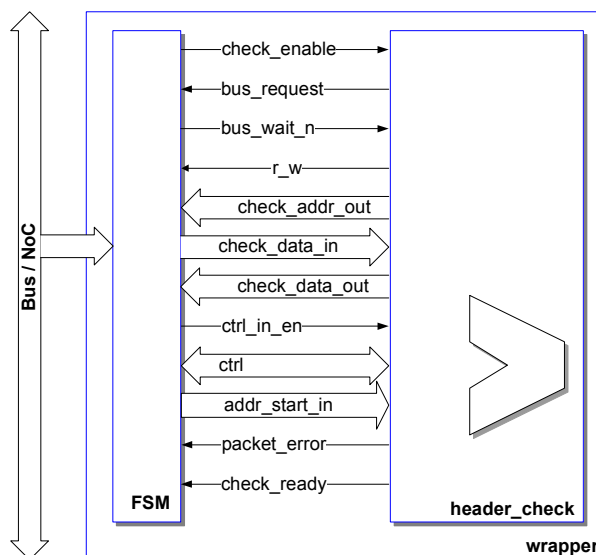 check_enable
bus_request
bus_wait_n
r_w
check_addr_out
check_data_in
Bus / NoC
check_data_out
ctrl_in_en
ctrl
addr_start_in
packet_error
check_ready
FSM
header_check
wrapper